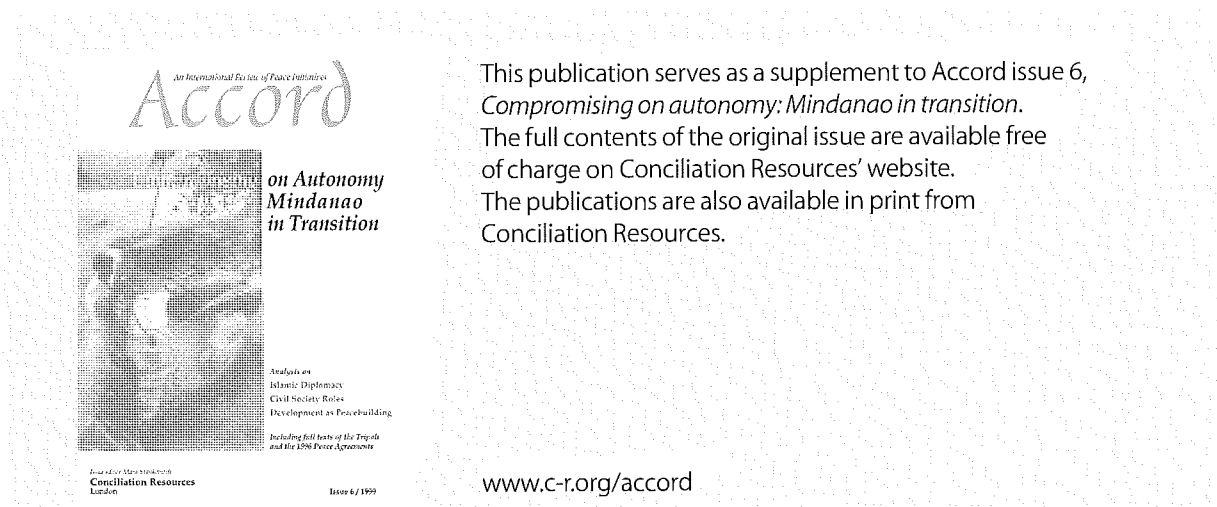 An International Review of Peace Initiatives
Accord
on Autonomy
Mindanao
in Transition
Analysis on
Islamic Diplomacy
Civil Society Roles
Development as Peacebuilding
Including full texts of the Tripoli
and the 1996 Peace Agreements
Conciliation Resources
London
Issue 6 / 1999
This publication serves as a supplement to Accord issue 6,
Compromising on autonomy: Mindanao in transition.
The full contents of the original issue are available free
of charge on Conciliation Resources’ website.
The publications are also available in print from
Conciliation Resources.
www.c-r.org/accord